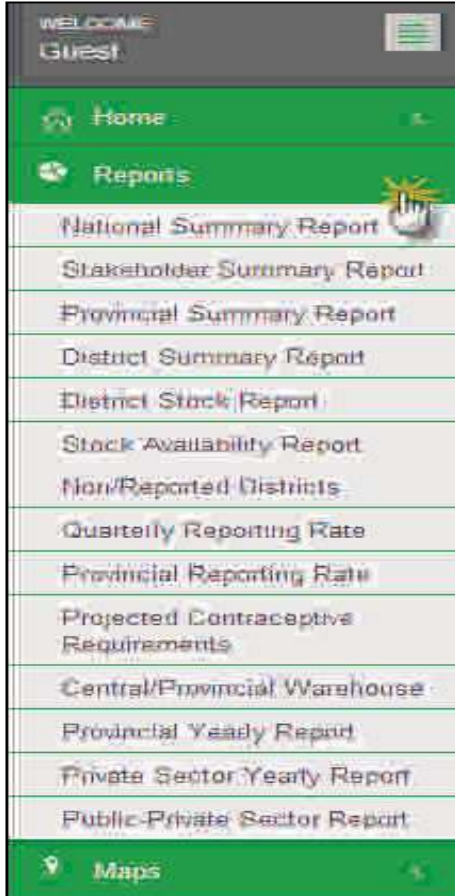 WELCOME
Guest
Home
Reports
National Summary Report
Stakeholder Summary Report
Provincial Summary Report
District Summary Report
District Stock Report
Stock Availability Report
Non/Reported Districts
Quarterly Reporting Rate
Provincial Reporting Rate
Projected Contraceptive
Requirements
Central/Provincial Warehouse
Provincial Yearly Report
Private Sector Yearly Report
Public-Private Sector Report
Maps